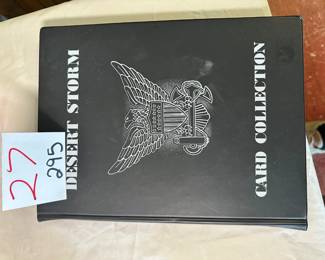 DESERT STORM
CARD COLLECTION
27
295